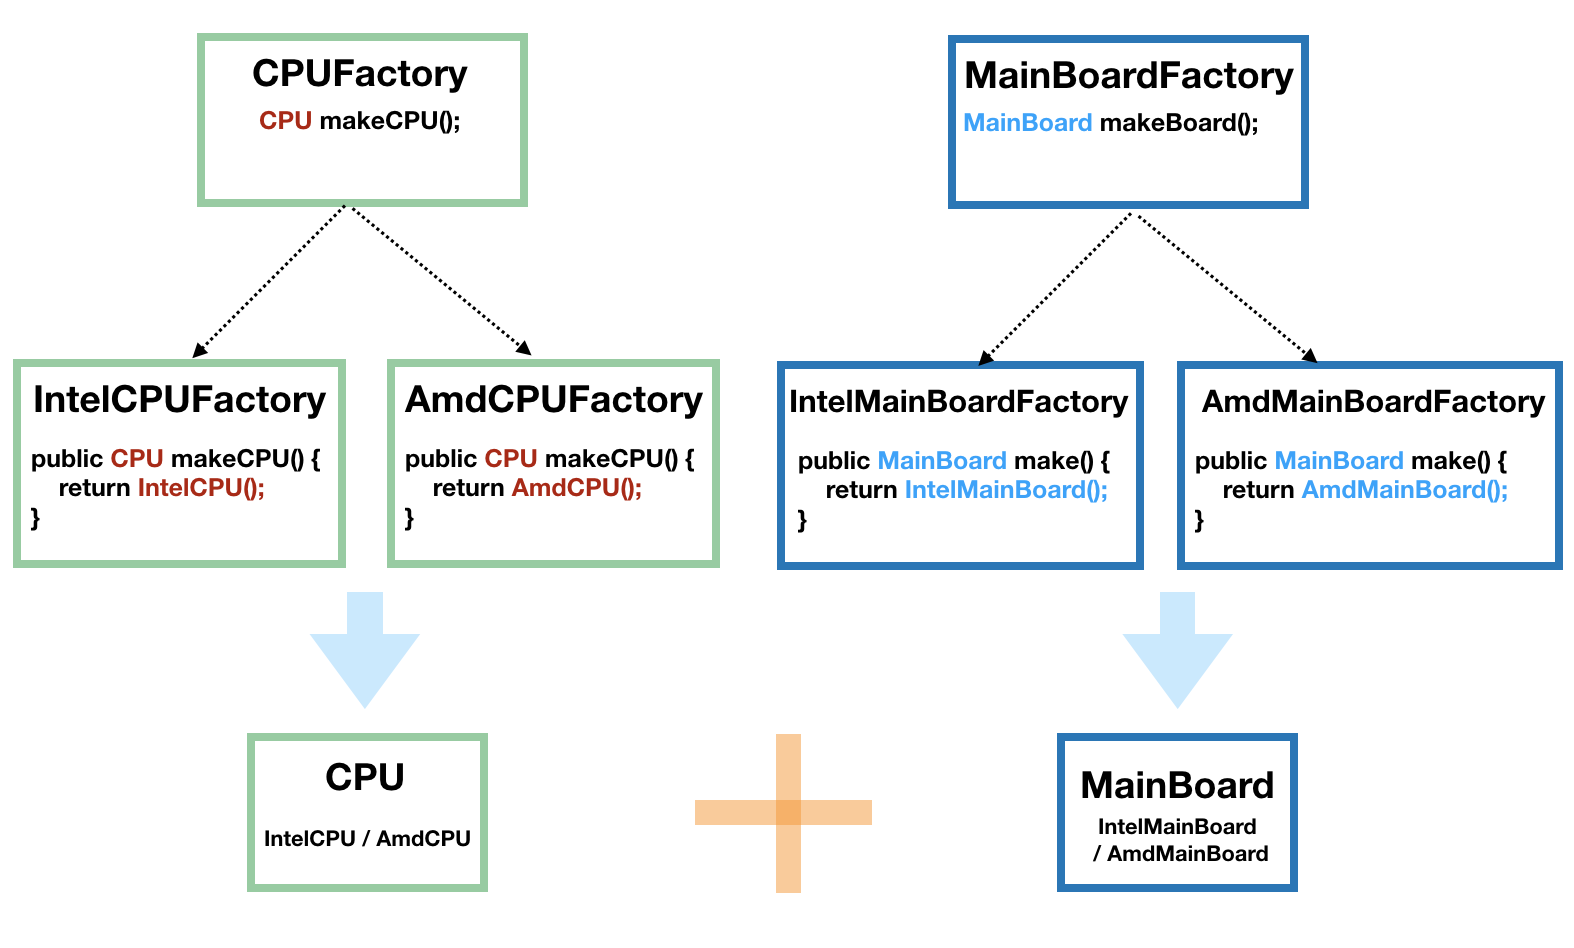 CPUFactory
CPU makeCPU();
MainBoardFactory
MainBoard makeBoard();
IntelCPUFactory
public CPU makeCPU() {
return IntelCPU();
}
AmdCPUFactory
public CPU makeCPU() {
return AmdCPU();
}
IntelMainBoardFactory
public MainBoard make() {
return IntelMainBoard();
}
AmdMainBoardFactory
public MainBoard make() {
return AmdMainBoard();
}
CPU
IntelCPU / AmdCPU
MainBoard
IntelMainBoard
/ AmdMainBoard